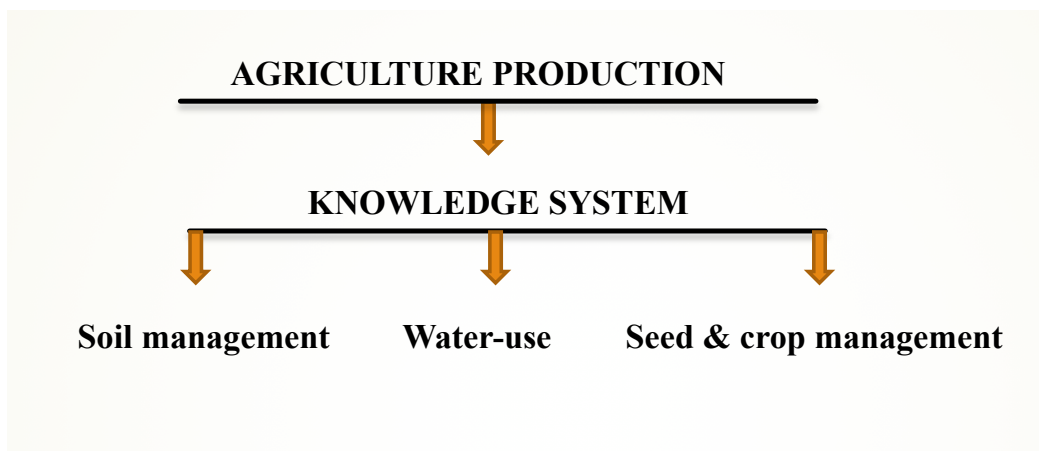 AGRICULTURE PRODUCTION
KNOWLEDGE SYSTEM
Soil management Water-use Seed & crop management